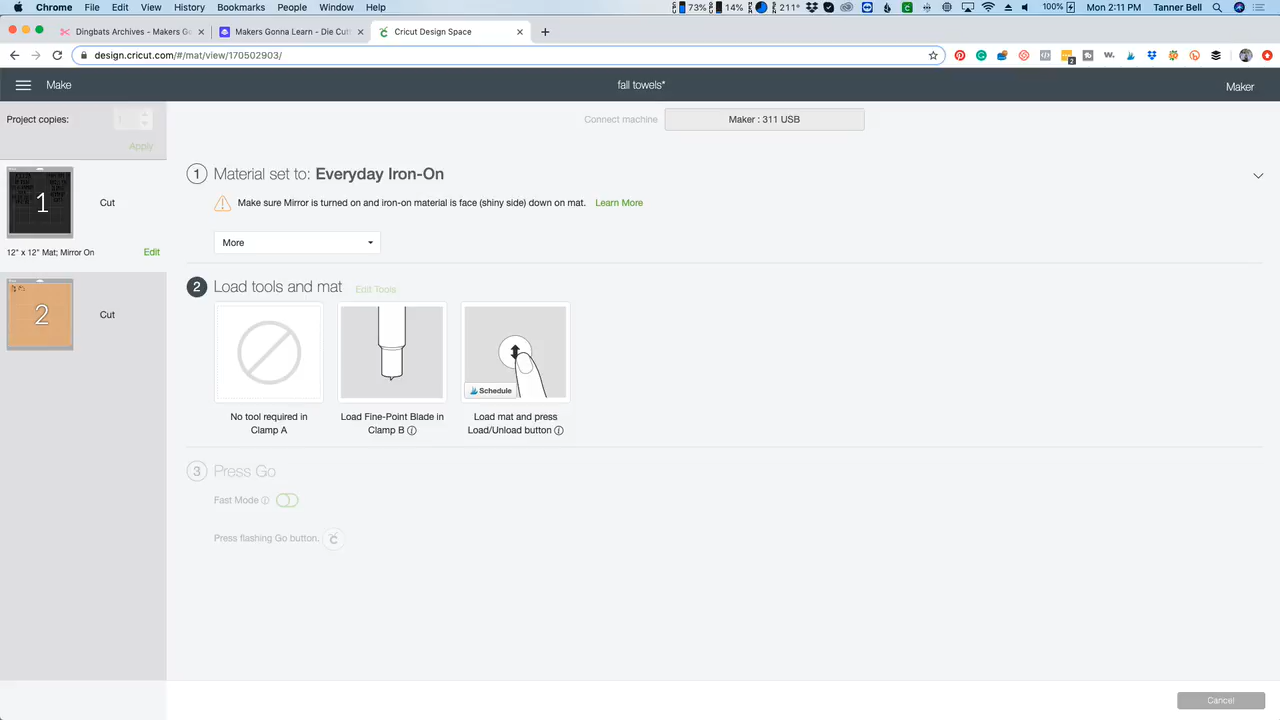 Chrome File Edit View History Bookmarks People Window Help 73% 14% 211° 100% Mon 2:11 PM Tanner Bell
Dingbats Archives - Makers Go Makers Gonna Learn - Die Cut Cricut Design Space
design.cricut.com/#/mat/view/170502903/
Make fall towels* Maker
Project copies: 1
Apply
Connect machine Maker : 311 USB
1 Material set to: Everyday Iron-On
Make sure Mirror is turned on and iron-on material is face (shiny side) down on mat. Learn More
More
1 Cut
12" x 12" Mat; Mirror On Edit
2 Cut
2 Load tools and mat Edit Tools
Schedule
No tool required in
Clamp A
Load Fine-Point Blade in
Clamp B
Load mat and press
Load/Unload button
3 Press Go
Fast Mode
Press flashing Go button.
Cancel